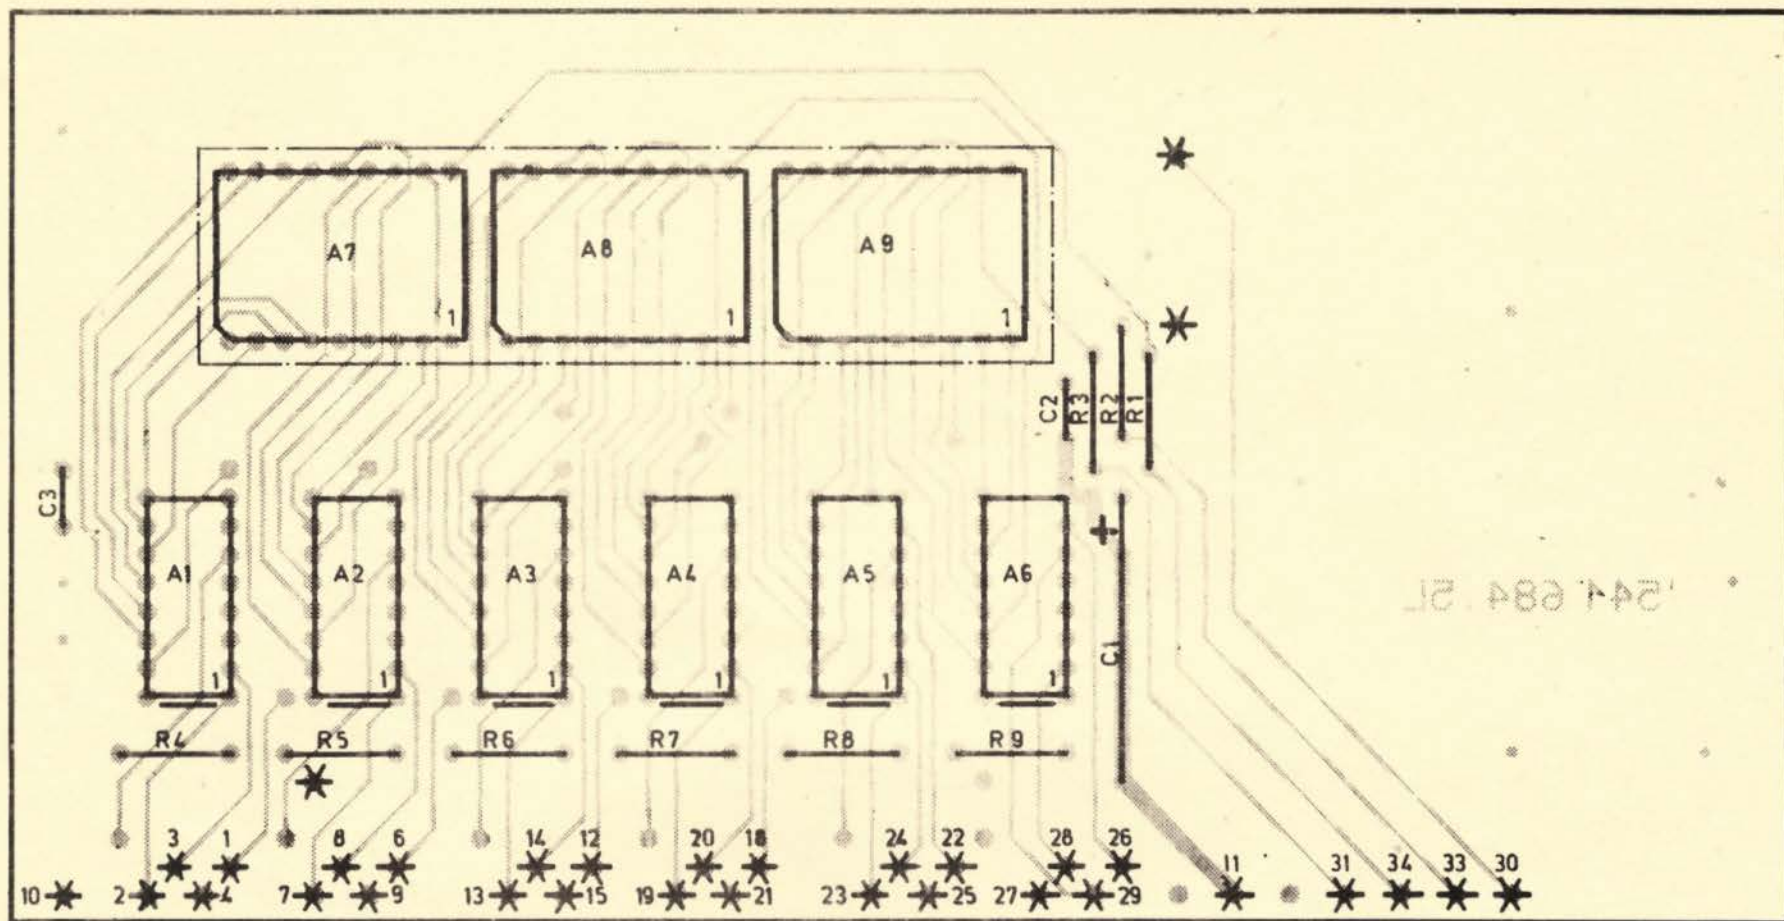 A7 A8 A9
1 1 1
C2 R3 R2 R1
C3
+
A1 A2 A3 A4 A5 A6
544 684.5L
C1
1 1 1 1 1 1
R4 R5 R6 R7 R8 R9
3 1 8 6 14 12 20 18 24 22 28 26 11 31 34 33 30
10 2 4 7 9 13 15 19 21 23 25 27 29